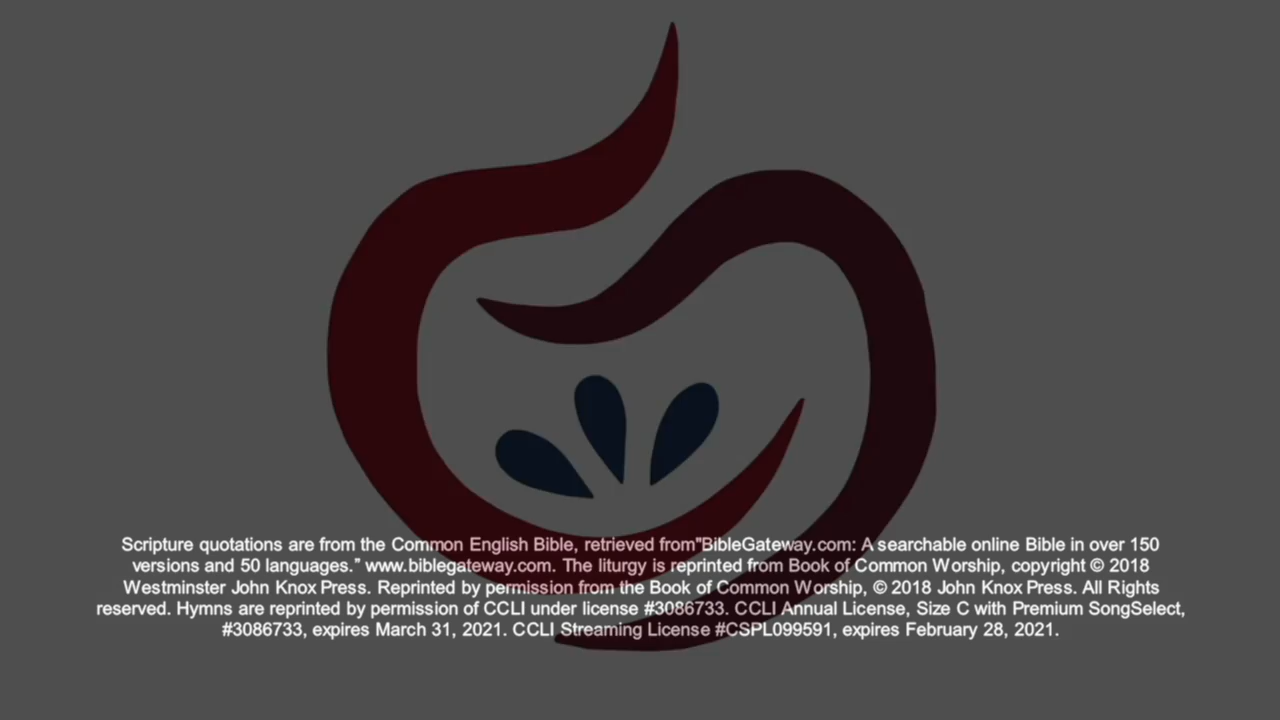 Scripture quotations are from the Common English Bible, retrieved from"BibleGateway.com: A searchable online Bible in over 150
versions and 50 languages.” www.biblegateway.com. The liturgy is reprinted from Book of Common Worship, copyright © 2018
Westminster John Knox Press. Reprinted by permission from the Book of Common Worship, © 2018 John Knox Press. All Rights
reserved. Hymns are reprinted by permission of CCLI under license #3086733. CCLI Annual License, Size C with Premium SongSelect,
#3086733, expires March 31, 2021. CCLI Streaming License #CSPL099591, expires February 28, 2021.